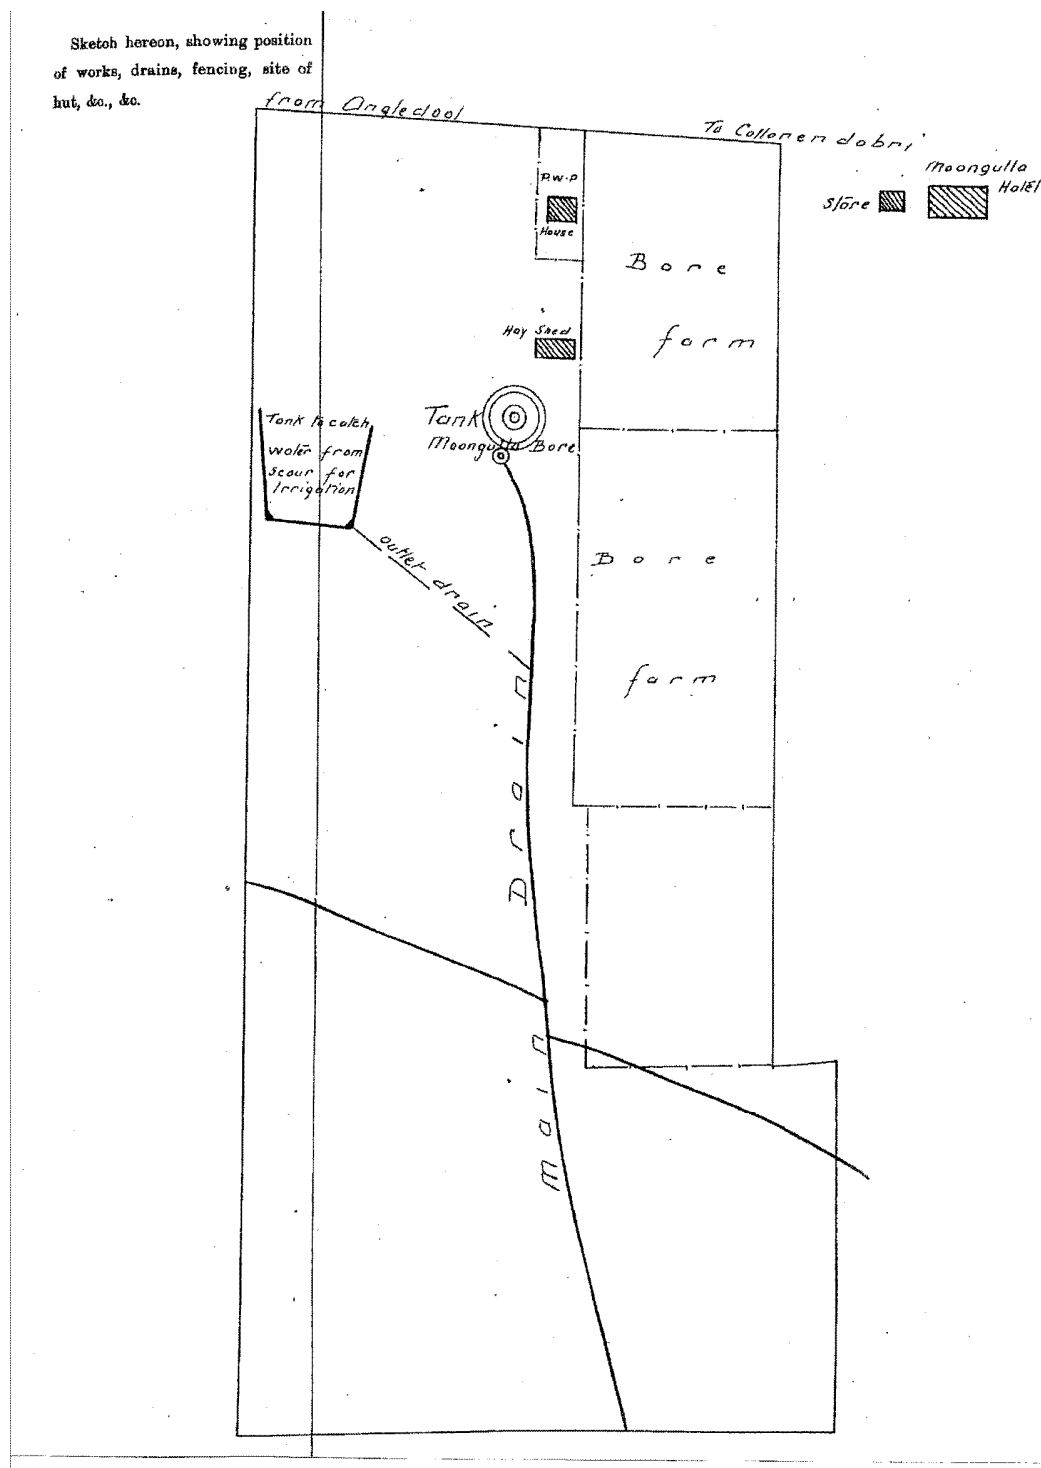 Sketch hereon, showing position
of works, drains, fencing, site of
hut, &c., &c.
from Angledool
To Collarendabri
Moongulla
Hotel
Store
P.W.P
House
Bore
farm
Hay Shed
Tank
Moongulla Bore
Tank to catch
water from
scour for
Irrigation
outlet drain
Bore
farm
Main Drain